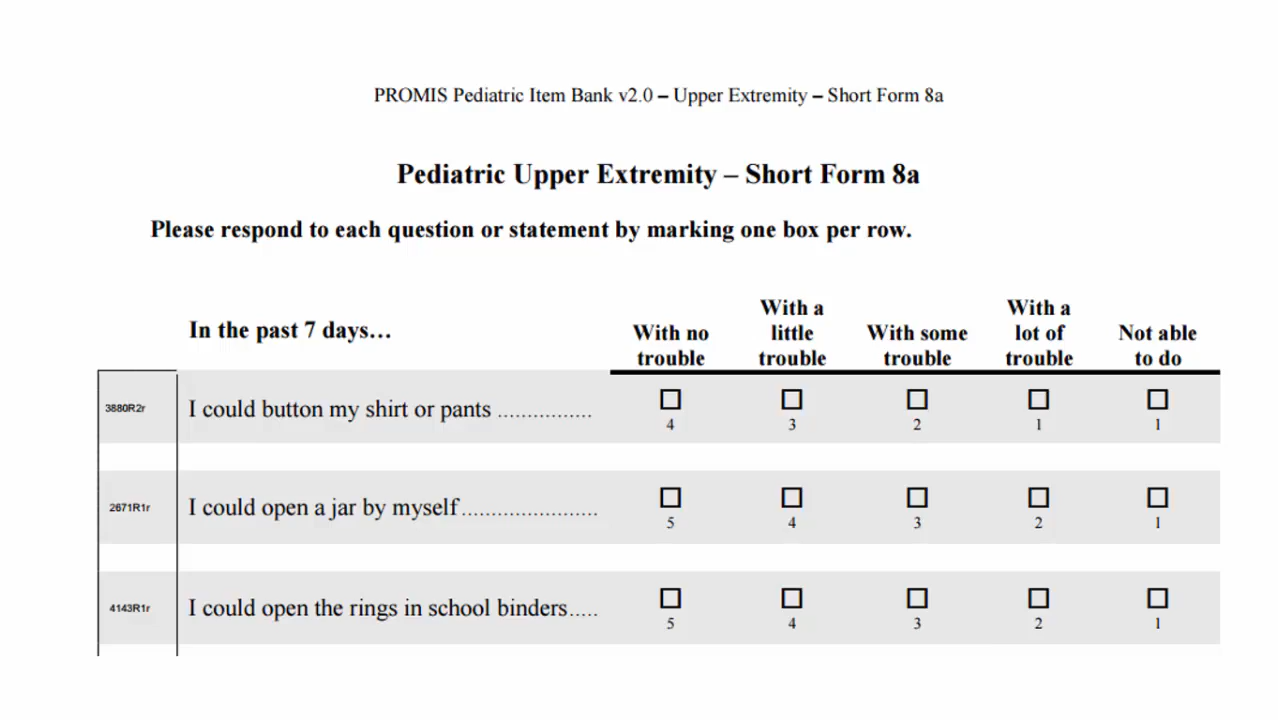 PROMIS Pediatric Item Bank v2.0 – Upper Extremity – Short Form 8a
Pediatric Upper Extremity – Short Form 8a
Please respond to each question or statement by marking one box per row.
In the past 7 days…
With no trouble
With a little trouble
With some trouble
With a lot of trouble
Not able to do
3880R2r I could button my shirt or pants ................
4 3 2 1 1
2671R1r I could open a jar by myself.......................
5 4 3 2 1
4143R1r I could open the rings in school binders.....
5 4 3 2 1